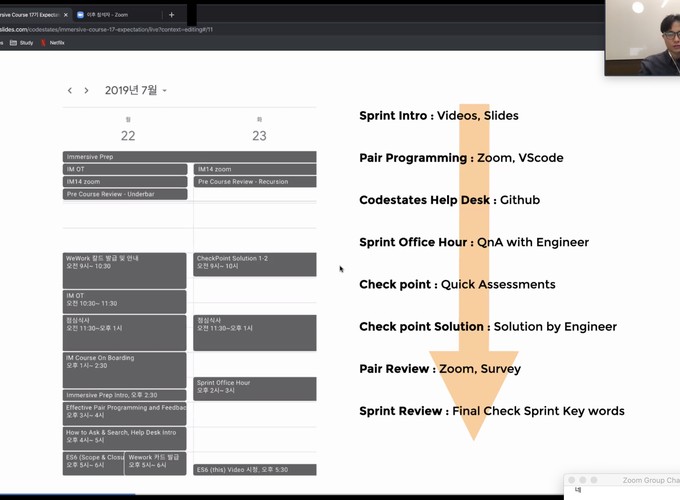 ersive Course 17기 Expectati
이후 참석자 - Zoom
slides.com/codestates/immersive-course-17-expectation/live?context=editing#/11
Study
Netflix
2019년 7월
월
화
22
23
Immersive Prep
IM OT
IM14 zoom
IM14 zoom
Pre Course Review - Recursion
Pre Course Review - Underbar
WeWork 발급 및 안내
오전 9시~ 10:30
CheckPoint Solution 1-2
오전 9시~ 10시
IM OT
오전 10:30~ 11:30
점심식사
오전 11:30~오후 1시
점심식사
오전 11:30~오후 1시
IM Course On Boarding
오후 1시~ 2:30
Sprint Office Hour
오후 2시~ 3시
Immersive Prep Intro, 오후 2:30
Effective Pair Programming and Feedbac
오후 3시~ 4시
How to Ask & Search, Help Desk Intro
오후 4시~ 5시
ES6 (Scope & Closu
오후 5시~ 6시
Wework 카드 발급
오후 5시~ 6시
ES6 (this) Video 시청, 오후 5:30
Sprint Intro : Videos, Slides
Pair Programming : Zoom, VScode
Codestates Help Desk : Github
Sprint Office Hour : QnA with Engineer
Check point : Quick Assessments
Check point Solution : Solution by Engineer
Pair Review : Zoom, Survey
Sprint Review : Final Check Sprint Key words
Zoom Group Cha
네